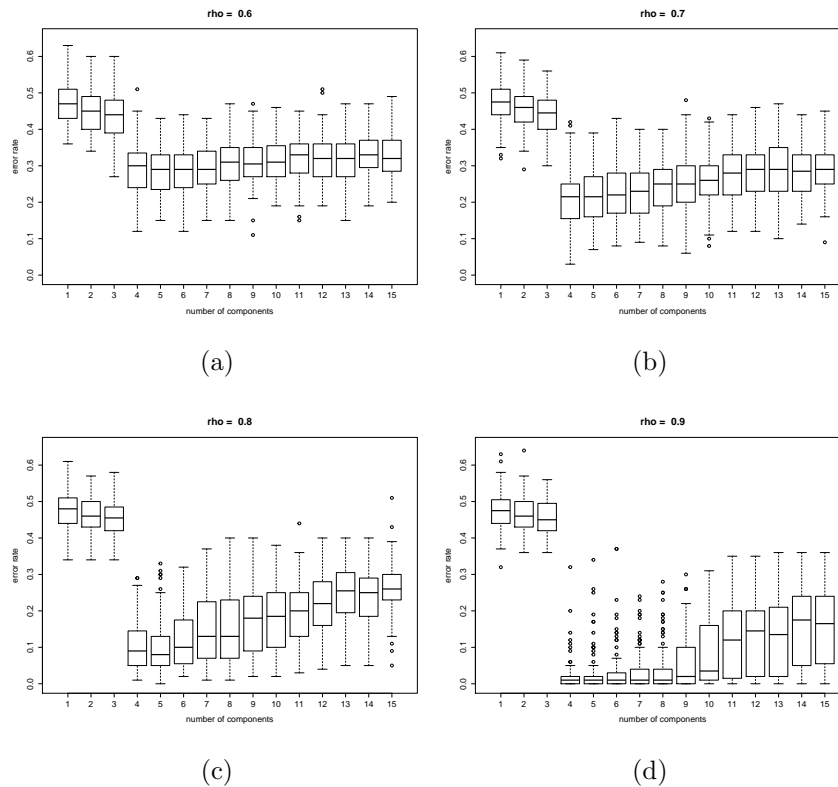 rho = 0.6
error rate
0.0 0.1 0.2 0.3 0.4 0.5 0.6
1 2 3 4 5 6 7 8 9 10 11 12 13 14 15
number of components
(a)
rho = 0.7
error rate
0.0 0.1 0.2 0.3 0.4 0.5 0.6
1 2 3 4 5 6 7 8 9 10 11 12 13 14 15
number of components
(b)
rho = 0.8
error rate
0.0 0.1 0.2 0.3 0.4 0.5 0.6
1 2 3 4 5 6 7 8 9 10 11 12 13 14 15
number of components
(c)
rho = 0.9
error rate
0.0 0.1 0.2 0.3 0.4 0.5 0.6
1 2 3 4 5 6 7 8 9 10 11 12 13 14 15
number of components
(d)